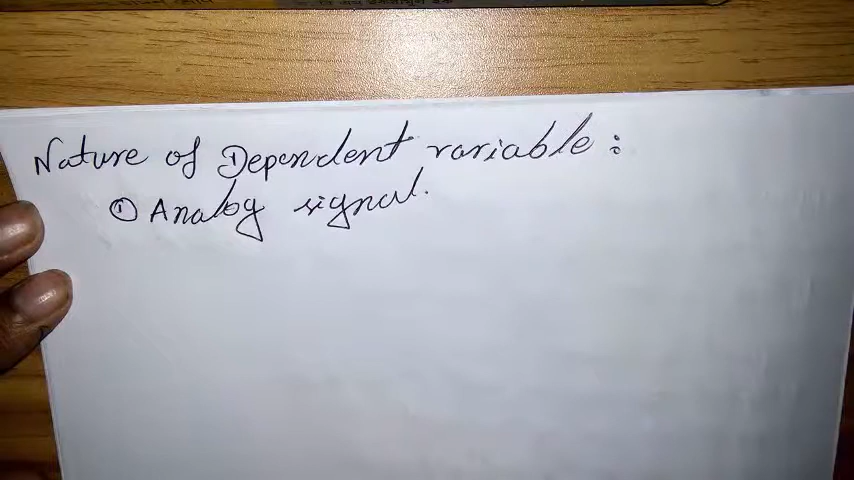 Nature of Dependent variable :
① Analog signal.